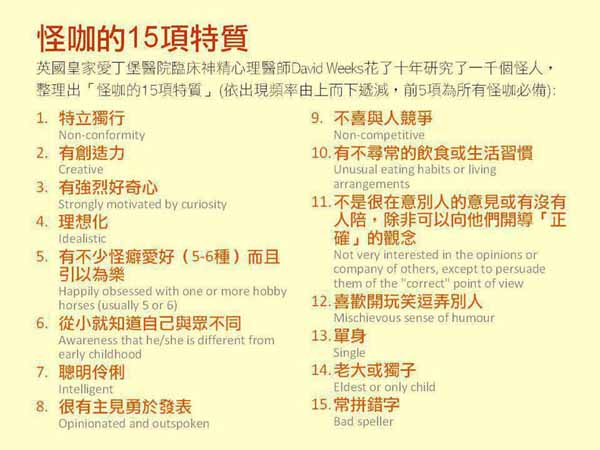 怪咖的15項特質
英國皇家愛丁堡醫院臨床神精心理醫師David Weeks花了十年研究了一千個怪人，
整理出「怪咖的15項特質」(依出現頻率由上而下遞減，前5項為所有怪咖必備):
1. 特立獨行
Non-conformity
2. 有創造力
Creative
3. 有強烈好奇心
Strongly motivated by curiosity
4. 理想化
Idealistic
5. 有不少怪癖愛好（5-6種）而且
引以為樂
Happily obsessed with one or more hobby
horses (usually 5 or 6)
6. 從小就知道自己與眾不同
Awareness that he/she is different from
early childhood
7. 聰明伶俐
Intelligent
8. 很有主見勇於發表
Opinionated and outspoken
9. 不喜與人競爭
Non-competitive
10. 有不尋常的飲食或生活習慣
Unusual eating habits or living
arrangements
11. 不是很在意別人的意見或有沒有
人陪，除非可以向他們開導「正
確」的觀念
Not very interested in the opinions or
company of others, except to persuade
them of the "correct" point of view
12. 喜歡開玩笑逗弄別人
Mischievous sense of humour
13. 單身
Single
14. 老大或獨子
Eldest or only child
15. 常拼錯字
Bad speller